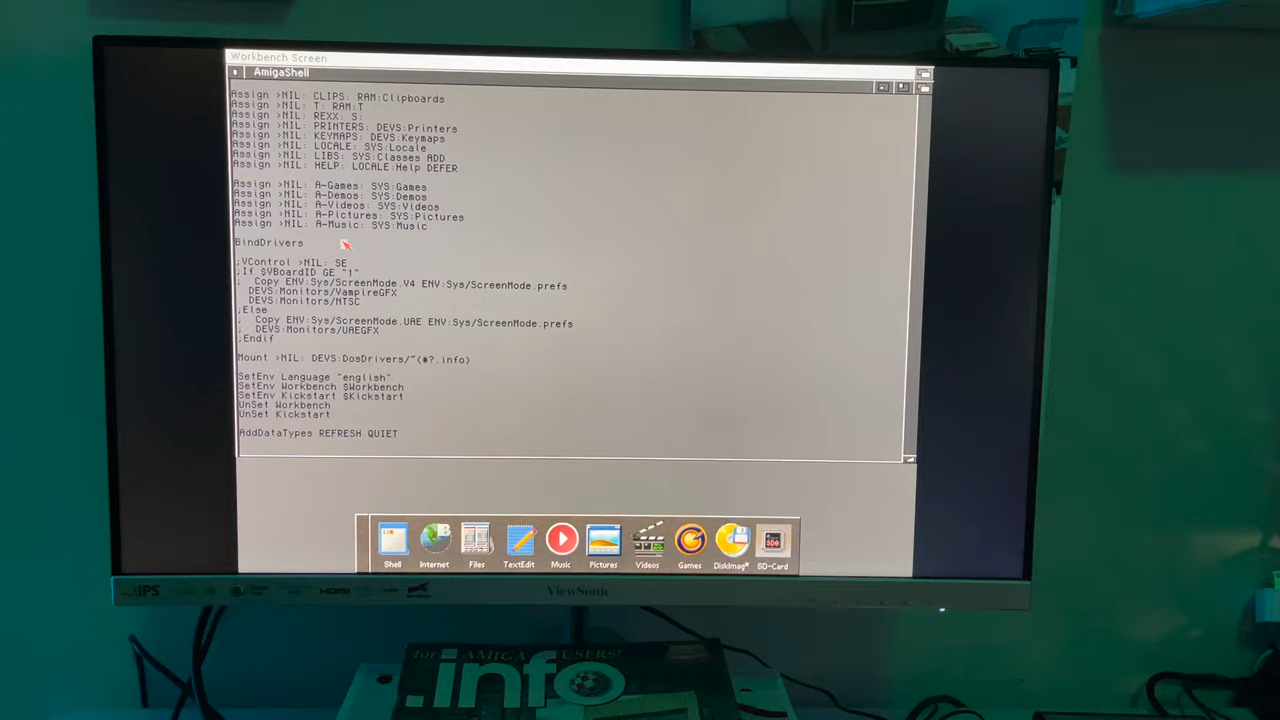 Workbench Screen
AmigaShell
Assign >NIL: CLIPS: RAM:Clipboards
Assign >NIL: T: RAM:T
Assign >NIL: REXX: S:
Assign >NIL: PRINTERS: DEVS:Printers
Assign >NIL: KEYMAPS: DEVS:Keymaps
Assign >NIL: LOCALE: SYS:Locale
Assign >NIL: LIBS: SYS:Classes ADD
Assign >NIL: HELP: LOCALE:Help DEFER
Assign >NIL: A-Games: SYS:Games
Assign >NIL: A-Demos: SYS:Demos
Assign >NIL: A-Videos: SYS:Videos
Assign >NIL: A-Pictures: SYS:Pictures
Assign >NIL: A-Music: SYS:Music
BindDrivers
;VControl >NIL: SE
;If $VBoardID GE "1"
;  Copy ENV:Sys/ScreenMode.V4 ENV:Sys/ScreenMode.prefs
DEVS:Monitors/VampireGFX
DEVS:Monitors/NTSC
;Else
;  Copy ENV:Sys/ScreenMode.UAE ENV:Sys/ScreenMode.prefs
;  DEVS:Monitors/UAEGFX
;Endif
Mount >NIL: DEVS:DosDrivers/~(#?.info)
SetEnv Language "english"
SetEnv Workbench $Workbench
SetEnv Kickstart $Kickstart
UnSet Workbench
UnSet Kickstart
AddDataTypes REFRESH QUIET
Shell Internet Files TextEdit Music Pictures Videos Games DiskImag SD-Card
IPS HDMI ViewSonic
for AMIGA USERS!
.info